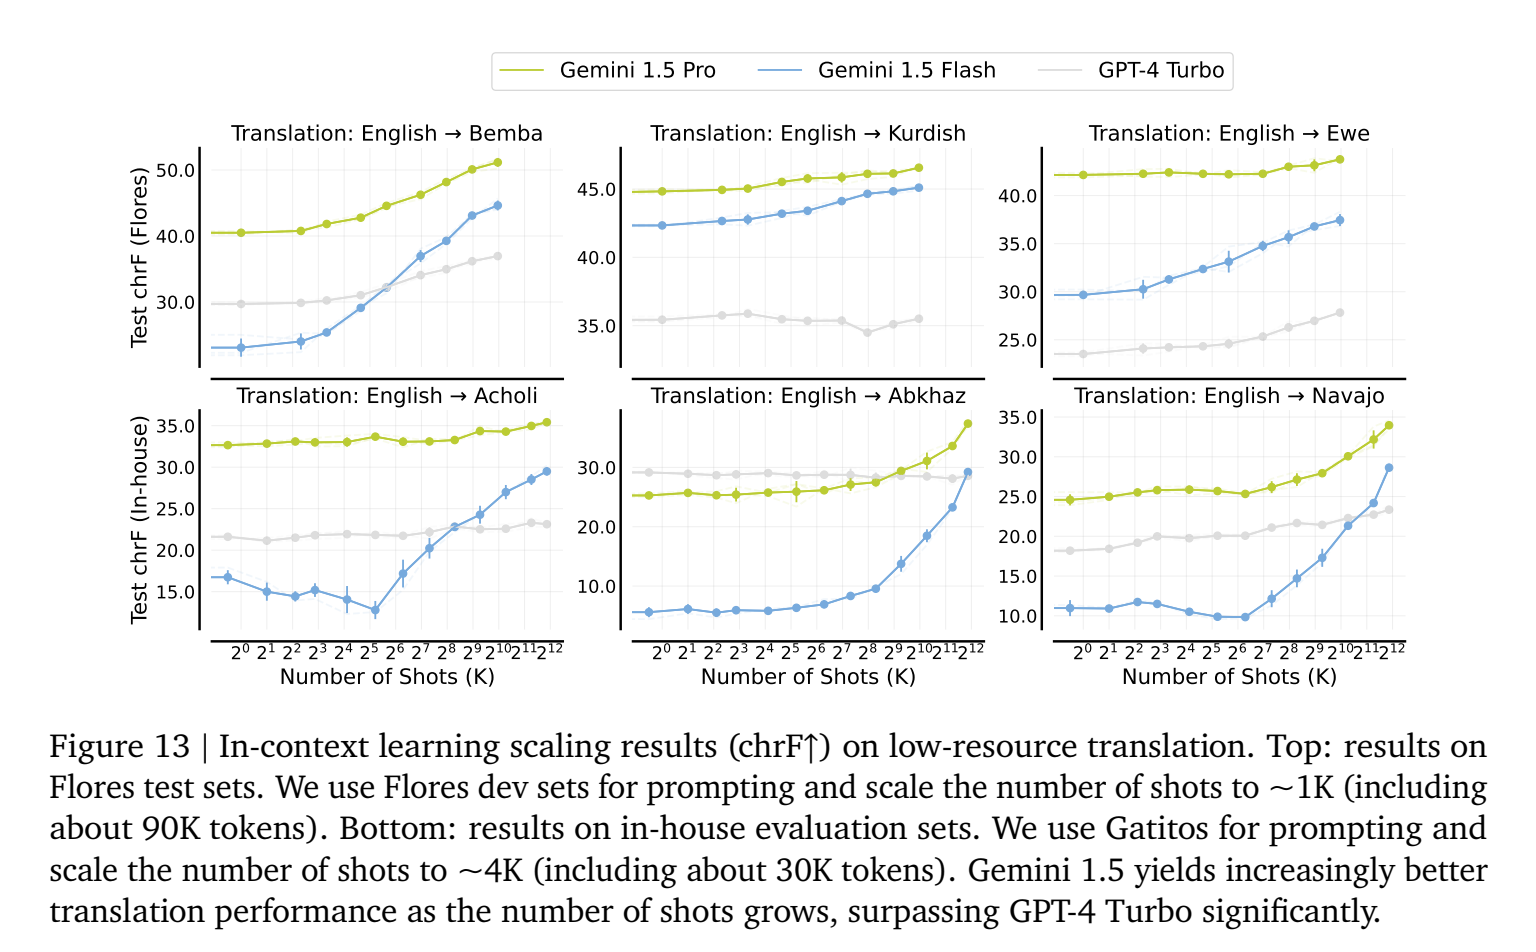 Gemini 1.5 Pro Gemini 1.5 Flash GPT-4 Turbo
Translation: English → Bemba Translation: English → Kurdish Translation: English → Ewe
Test chrF (Flores)
50.0
40.0
30.0
45.0
40.0
35.0
40.0
35.0
30.0
25.0
Translation: English → Acholi Translation: English → Abkhaz Translation: English → Navajo
Test chrF (In-house)
35.0
30.0
25.0
20.0
15.0
30.0
20.0
10.0
35.0
30.0
25.0
20.0
15.0
10.0
2⁰ 2¹ 2² 2³ 2⁴ 2⁵ 2⁶ 2⁷ 2⁸ 2⁹ 2¹⁰ 2¹¹ 2¹² 2⁰ 2¹ 2² 2³ 2⁴ 2⁵ 2⁶ 2⁷ 2⁸ 2⁹ 2¹⁰ 2¹¹ 2¹² 2⁰ 2¹ 2² 2³ 2⁴ 2⁵ 2⁶ 2⁷ 2⁸ 2⁹ 2¹⁰ 2¹¹ 2¹²
Number of Shots (K) Number of Shots (K) Number of Shots (K)
Figure 13 | In-context learning scaling results (chrF↑) on low-resource translation. Top: results on
Flores test sets. We use Flores dev sets for prompting and scale the number of shots to ∼1K (including
about 90K tokens). Bottom: results on in-house evaluation sets. We use Gatitos for prompting and
scale the number of shots to ∼4K (including about 30K tokens). Gemini 1.5 yields increasingly better
translation performance as the number of shots grows, surpassing GPT-4 Turbo significantly.